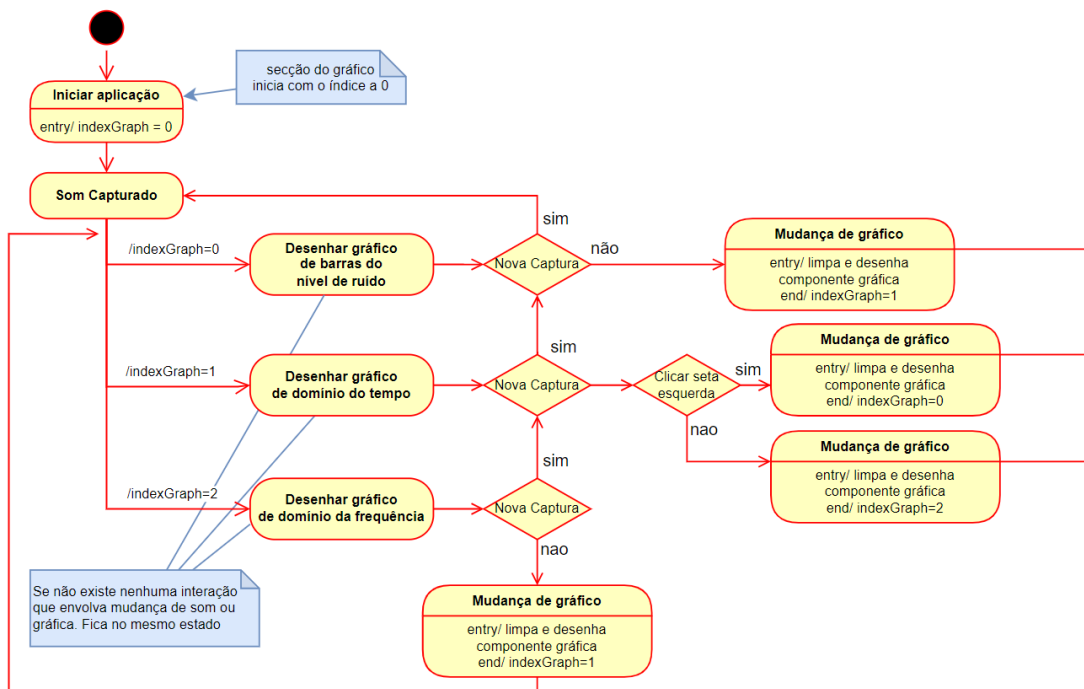 secção do gráfico
inicia com o índice a 0
Iniciar aplicação
entry/ indexGraph = 0
Som Capturado
sim
/indexGraph=0
Desenhar gráfico
de barras do
nível de ruído
Nova Captura
não
Mudança de gráfico
entry/ limpa e desenha
componente gráfica
end/ indexGraph=1
sim
/indexGraph=1
Desenhar gráfico
de domínio do tempo
Nova Captura
Clicar seta
esquerda
sim
Mudança de gráfico
entry/ limpa e desenha
componente gráfica
end/ indexGraph=0
nao
Mudança de gráfico
entry/ limpa e desenha
componente gráfica
end/ indexGraph=2
sim
/indexGraph=2
Desenhar gráfico
de domínio da frequência
Nova Captura
nao
Se não existe nenhuma interação
que envolva mudança de som ou
gráfica. Fica no mesmo estado
Mudança de gráfico
entry/ limpa e desenha
componente gráfica
end/ indexGraph=1